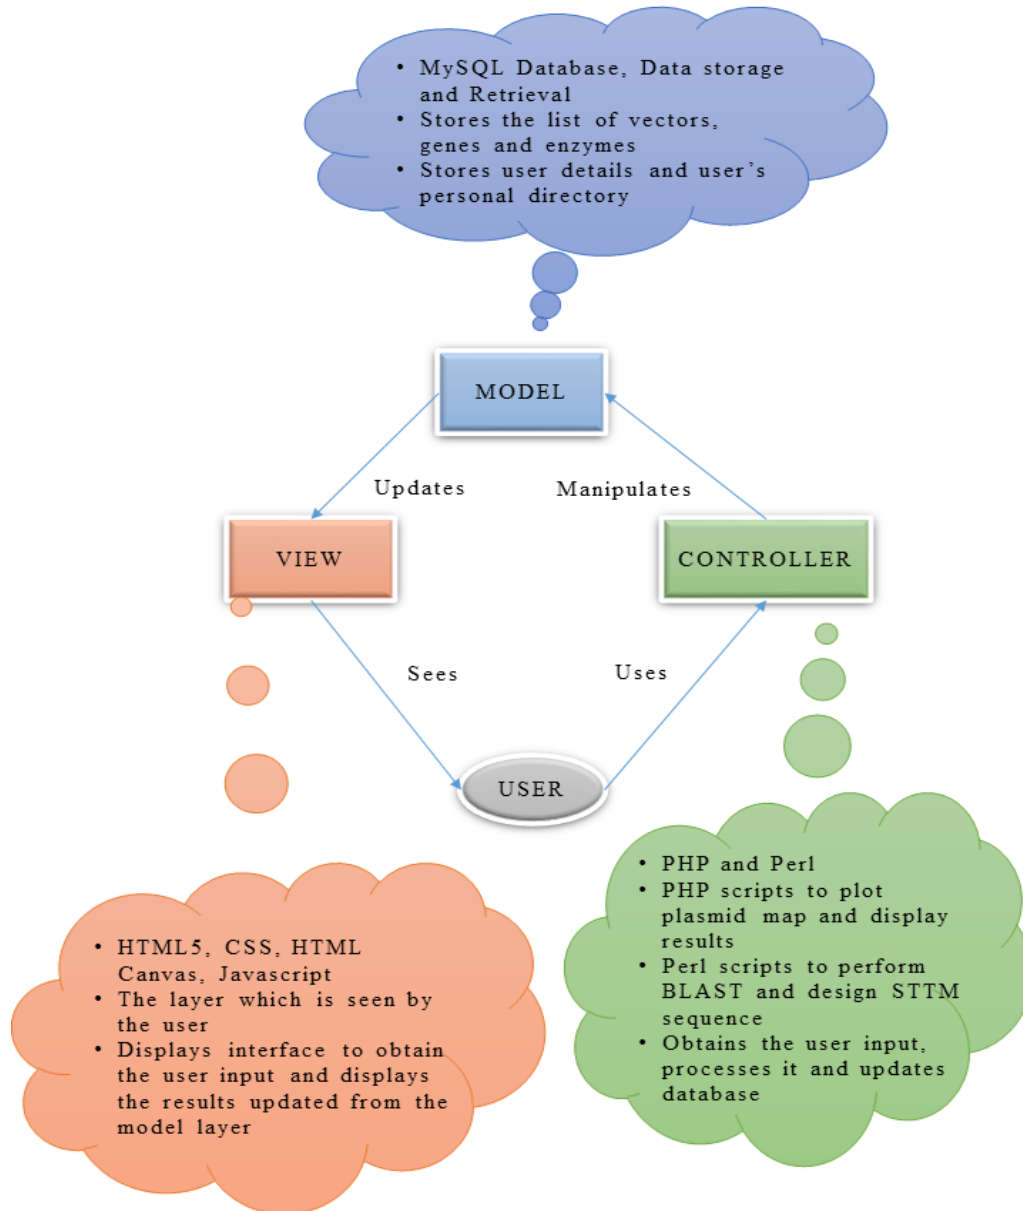 • MySQL Database, Data storage
and Retrieval
• Stores the list of vectors,
genes and enzymes
• Stores user details and user’s
personal directory
MODEL
Updates
Manipulates
VIEW
CONTROLLER
Sees
Uses
USER
• PHP and Perl
• PHP scripts to plot
plasmid map and display
results
• Perl scripts to perform
BLAST and design STTM
sequence
• Obtains the user input,
processes it and updates
database
• HTML5, CSS, HTML
Canvas, Javascript
• The layer which is seen by
the user
• Displays interface to obtain
the user input and displays
the results updated from the
model layer